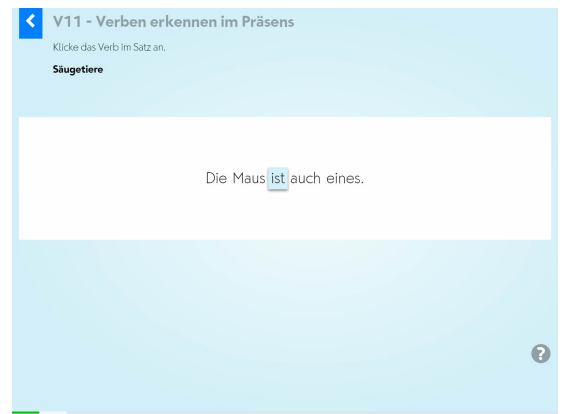 V11 - Verben erkennen im Präsens
Klicke das Verb im Satz an.
Säugetiere
Die Maus ist auch eines.
?